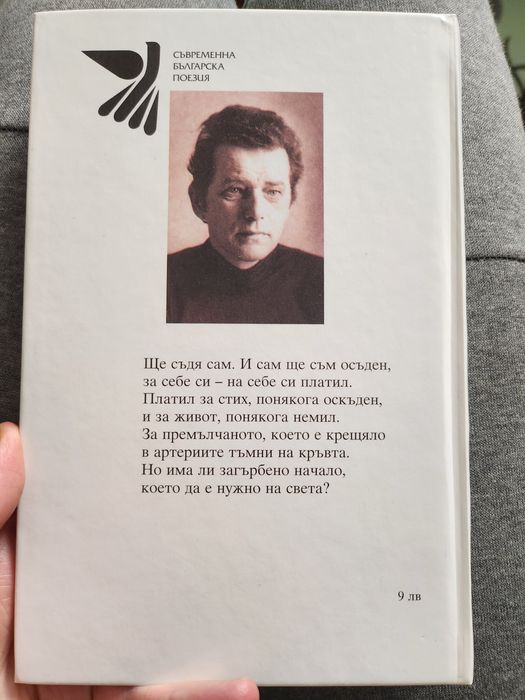 СЪВРЕМЕННА
БЪЛГАРСКА
ПОЕЗИЯ
Ще съдя сам. И сам ще съм осъден,
за себе си – на себе си платил.
Платил за стих, понякога оскъден,
и за живот, понякога немил.
За премълчаното, което е крещяло
в артериите тъмни на кръвта.
Но има ли загърбено начало,
което да е нужно на света?
9 лв